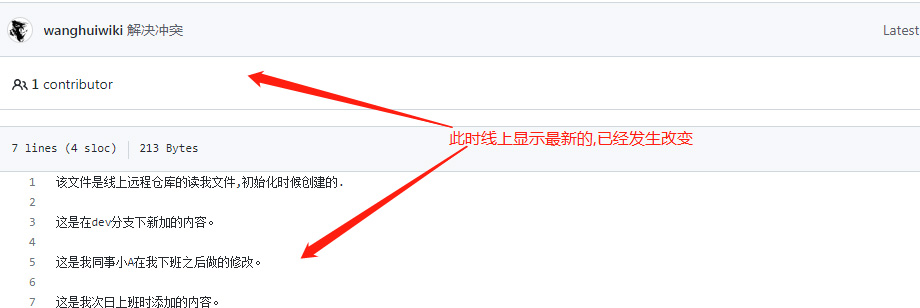 wanghuiwiki 解决冲突
Latest
1 contributor
此时线上显示最新的,已经发生改变
7 lines (4 sloc) 213 Bytes
1 该文件是线上远程仓库的读我文件,初始化时候创建的.
2
3 这是在dev分支下新加的内容。
4
5 这是我同事小A在我下班之后做的修改。
6
7 这是我次日上班时添加的内容。